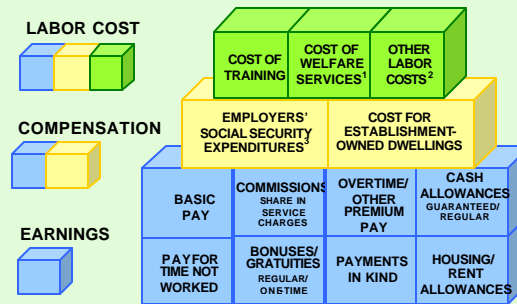 LABOR COST
COMPENSATION
EARNINGS
COST OF
TRAINING
COST OF
WELFARE
SERVICES¹
OTHER
LABOR
COSTS²
EMPLOYERS'
SOCIAL SECURITY
EXPENDITURES³
COST FOR
ESTABLISHMENT-
OWNED DWELLINGS
BASIC
PAY
COMMISSIONS
SHARE IN
SERVICE
CHARGES
OVERTIME/
OTHER
PREMIUM
PAY
CASH
ALLOWANCES
GUARANTEED/
REGULAR
PAY FOR
TIME NOT
WORKED
BONUSES/
GRATUITIES
REGULAR/
ONETIME
PAYMENTS
IN KIND
HOUSING/
RENT
ALLOWANCES